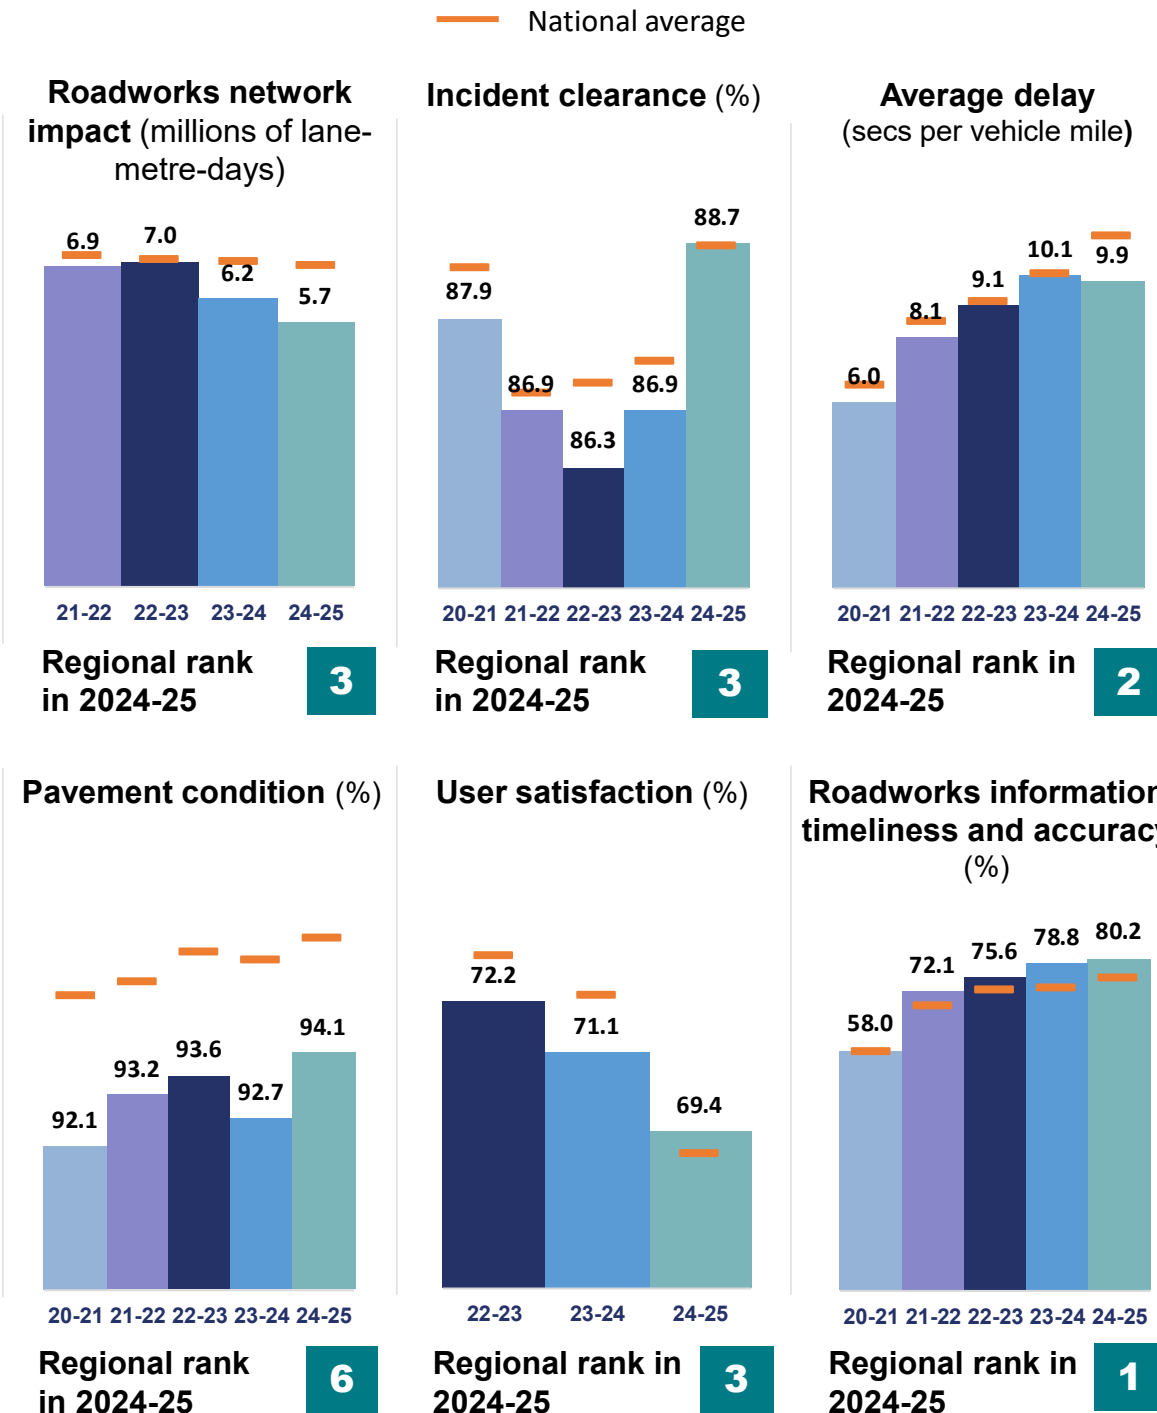 National average
Roadworks network
impact (millions of lane-
metre-days)
6.9
7.0
6.2
5.7
21-22 22-23 23-24 24-25
Regional rank
in 2024-25
3
Incident clearance (%)
87.9
86.9
86.3
86.9
88.7
20-21 21-22 22-23 23-24 24-25
Regional rank
in 2024-25
3
Average delay
(secs per vehicle mile)
6.0
8.1
9.1
10.1
9.9
20-21 21-22 22-23 23-24 24-25
Regional rank in
2024-25
2
Pavement condition (%)
92.1
93.2
93.6
92.7
94.1
20-21 21-22 22-23 23-24 24-25
Regional rank
in 2024-25
6
User satisfaction (%)
72.2
71.1
69.4
22-23 23-24 24-25
Regional rank in
2024-25
3
Roadworks information
timeliness and accuracy
(%)
58.0
72.1
75.6
78.8
80.2
20-21 21-22 22-23 23-24 24-25
Regional rank in
2024-25
1